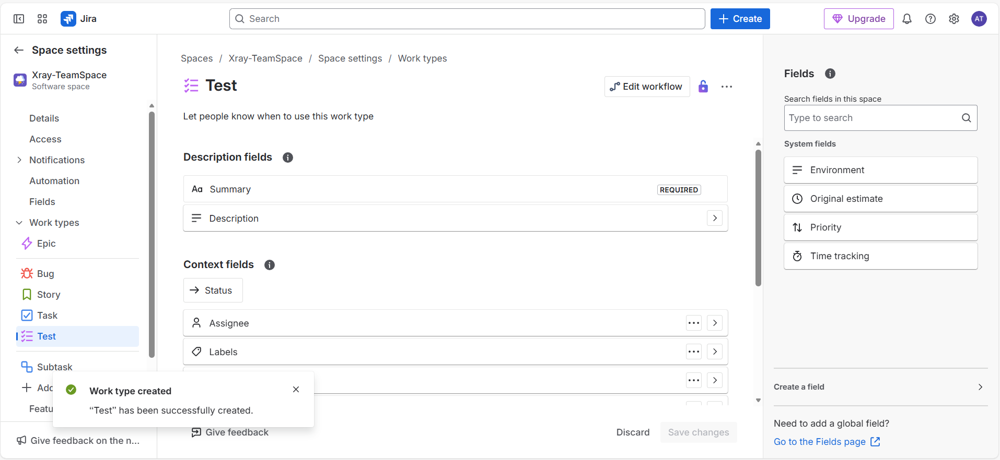 Jira
Search
Create
Upgrade
AT
Space settings
Xray-TeamSpace
Software space
Details
Access
Notifications
Automation
Fields
Work types
Epic
Bug
Story
Task
Test
Subtask
Give feedback on the n...
Spaces / Xray-TeamSpace / Space settings / Work types
Test
Edit workflow
Let people know when to use this work type
Description fields
Aa Summary
REQUIRED
Description
Context fields
Status
Assignee
Labels
Work type created
“Test” has been successfully created.
Give feedback
Discard
Save changes
Fields
Search fields in this space
Type to search
System fields
Environment
Original estimate
Priority
Time tracking
Create a field
Need to add a global field?
Go to the Fields page